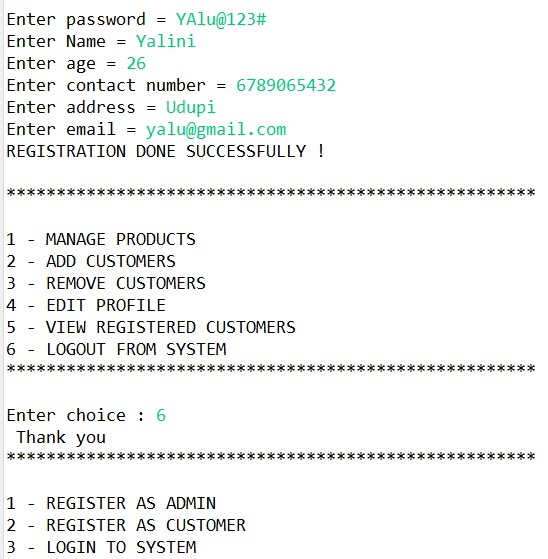 Enter password = YAlu@123#
Enter Name = Yalini
Enter age = 26
Enter contact number = 6789065432
Enter address = Udupi
Enter email = yalu@gmail.com
REGISTRATION DONE SUCCESSFULLY !
*****************************************************
1 - MANAGE PRODUCTS
2 - ADD CUSTOMERS
3 - REMOVE CUSTOMERS
4 - EDIT PROFILE
5 - VIEW REGISTERED CUSTOMERS
6 - LOGOUT FROM SYSTEM
*****************************************************
Enter choice : 6
Thank you
*****************************************************
1 - REGISTER AS ADMIN
2 - REGISTER AS CUSTOMER
3 - LOGIN TO SYSTEM